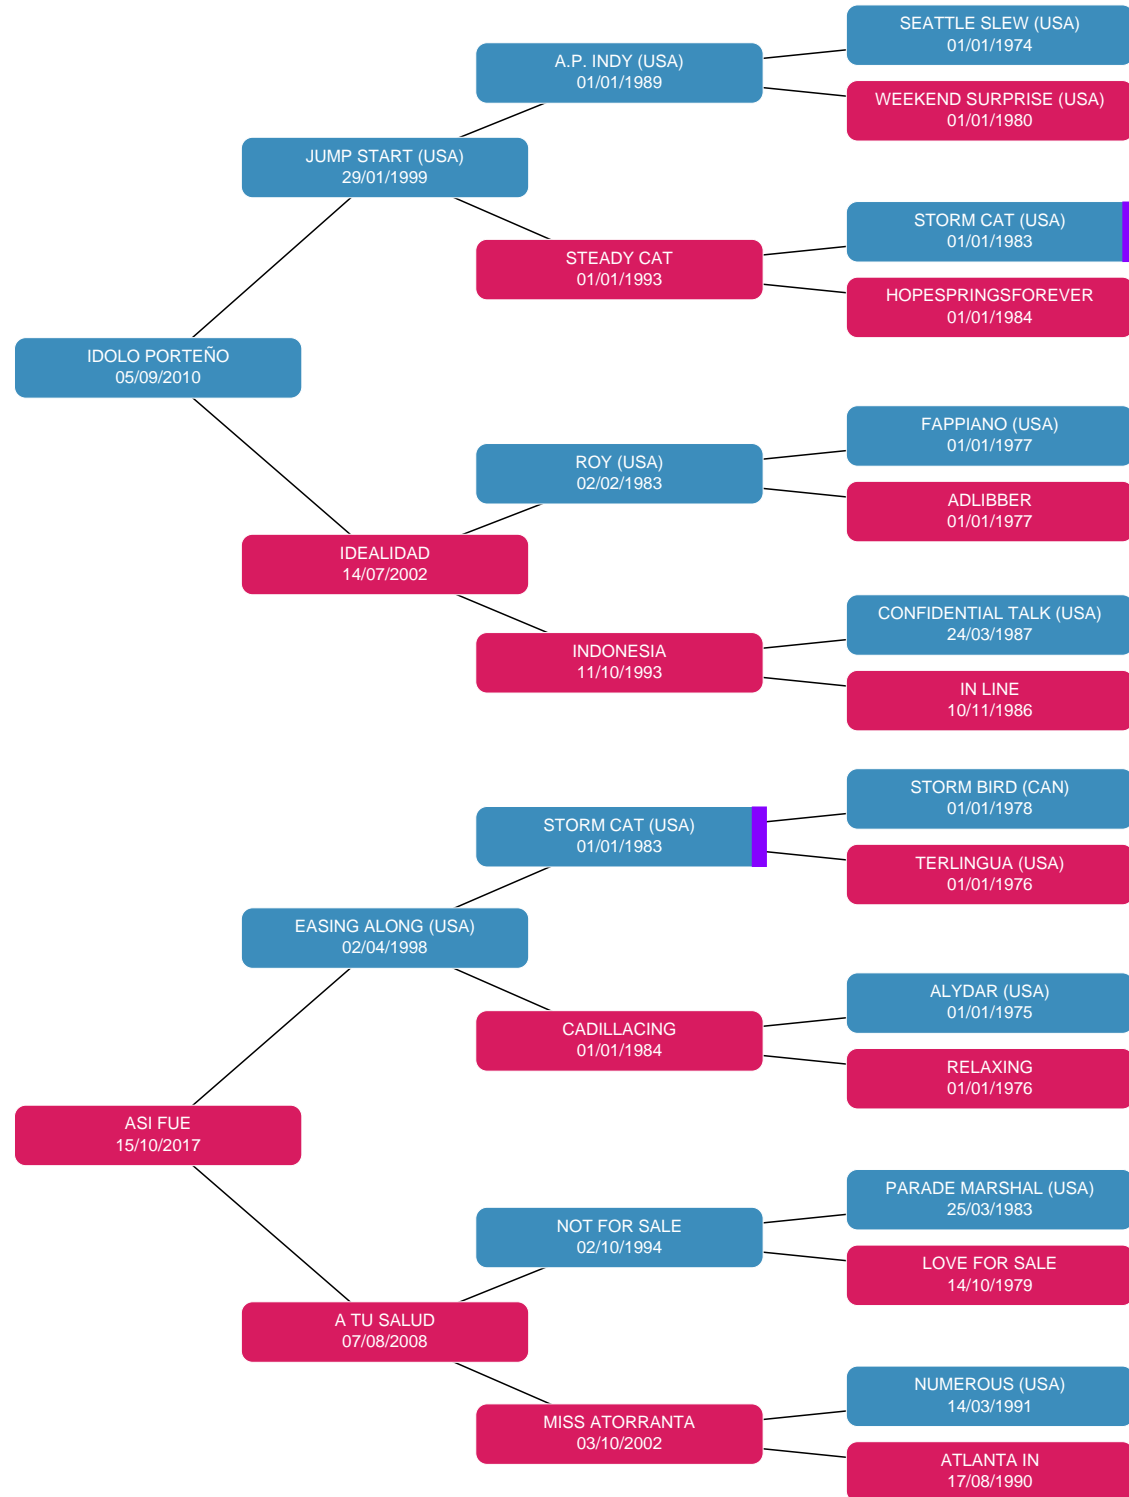 SEATTLE SLEW (USA)
01/01/1974
A.P. INDY (USA)
01/01/1989
WEEKEND SURPRISE (USA)
01/01/1980
JUMP START (USA)
29/01/1999
STORM CAT (USA)
01/01/1983
STEADY CAT
01/01/1993
HOPESPRINGSFOREVER
01/01/1984
IDOLO PORTEÑO
05/09/2010
FAPPIANO (USA)
01/01/1977
ROY (USA)
02/02/1983
ADLIBBER
01/01/1977
IDEALIDAD
14/07/2002
CONFIDENTIAL TALK (USA)
24/03/1987
INDONESIA
11/10/1993
IN LINE
10/11/1986
STORM BIRD (CAN)
01/01/1978
STORM CAT (USA)
01/01/1983
TERLINGUA (USA)
01/01/1976
EASING ALONG (USA)
02/04/1998
ALYDAR (USA)
01/01/1975
CADILLACING
01/01/1984
RELAXING
01/01/1976
ASI FUE
15/10/2017
PARADE MARSHAL (USA)
25/03/1983
NOT FOR SALE
02/10/1994
LOVE FOR SALE
14/10/1979
A TU SALUD
07/08/2008
NUMEROUS (USA)
14/03/1991
MISS ATORRANTA
03/10/2002
ATLANTA IN
17/08/1990